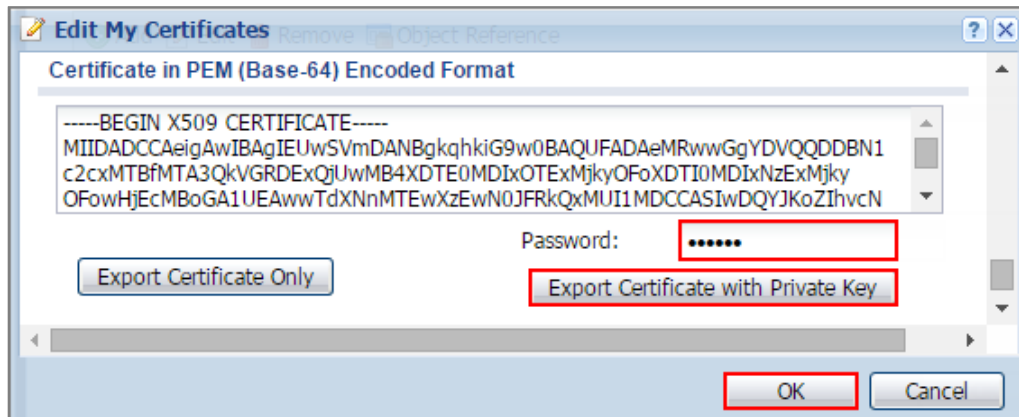 Edit My Certificates
Remove Object Reference
Certificate in PEM (Base-64) Encoded Format
-----BEGIN X509 CERTIFICATE-----
MIIDADCCAeigAwIBAgIEUwSVmDANBgkqhkiG9w0BAQUFADAeMRwwGgYDVQQDDBN1
c2cxMTBfMTA3QkVGRDExQjUwMB4XDTE0MDIxOTExMjkyOFoXDTI0MDIxNzExMjky
OFowHjEcMBoGA1UEAwwTdXNnMTEwXzEwN0JFRkQxMUI1MDCCASIwDQYJKoZIhvcN
Password: ••••••
Export Certificate Only
Export Certificate with Private Key
OK Cancel